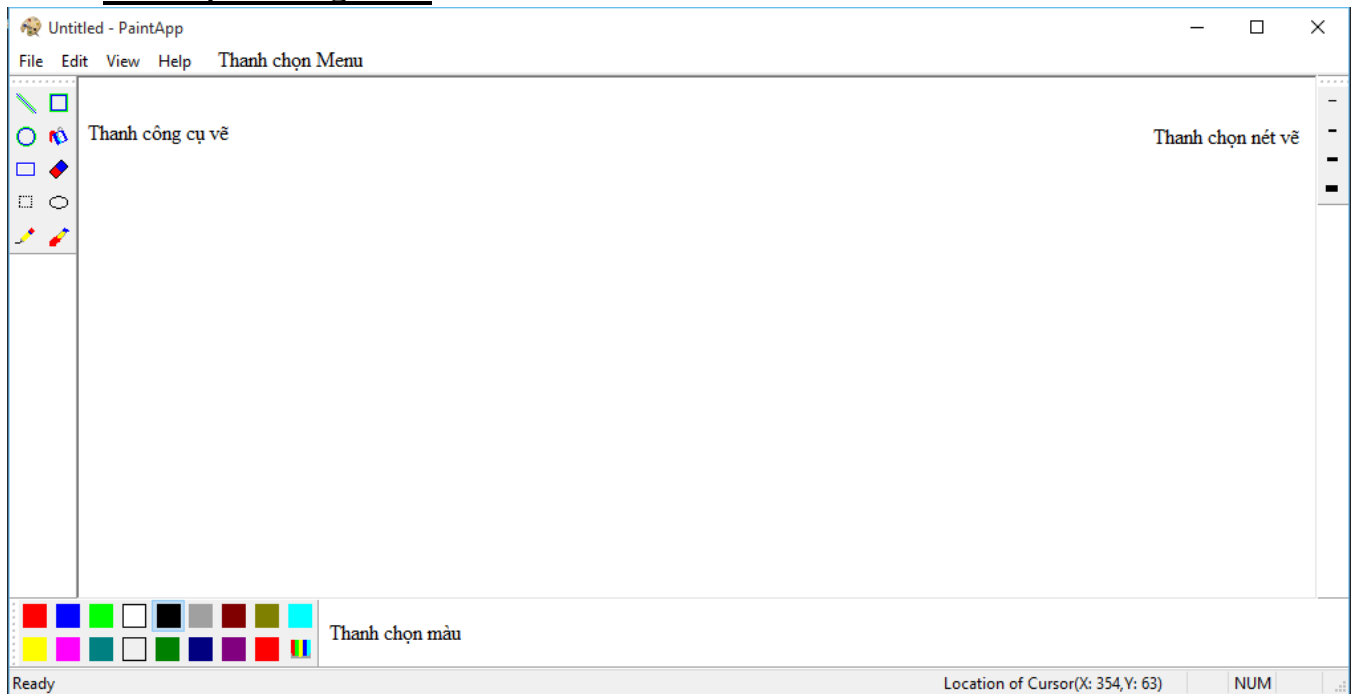 Untitled - PaintApp
File Edit View Help Thanh chọn Menu
Thanh công cụ vẽ
Thanh chọn nét vẽ
Thanh chọn màu
Ready Location of Cursor(X: 354,Y: 63) NUM